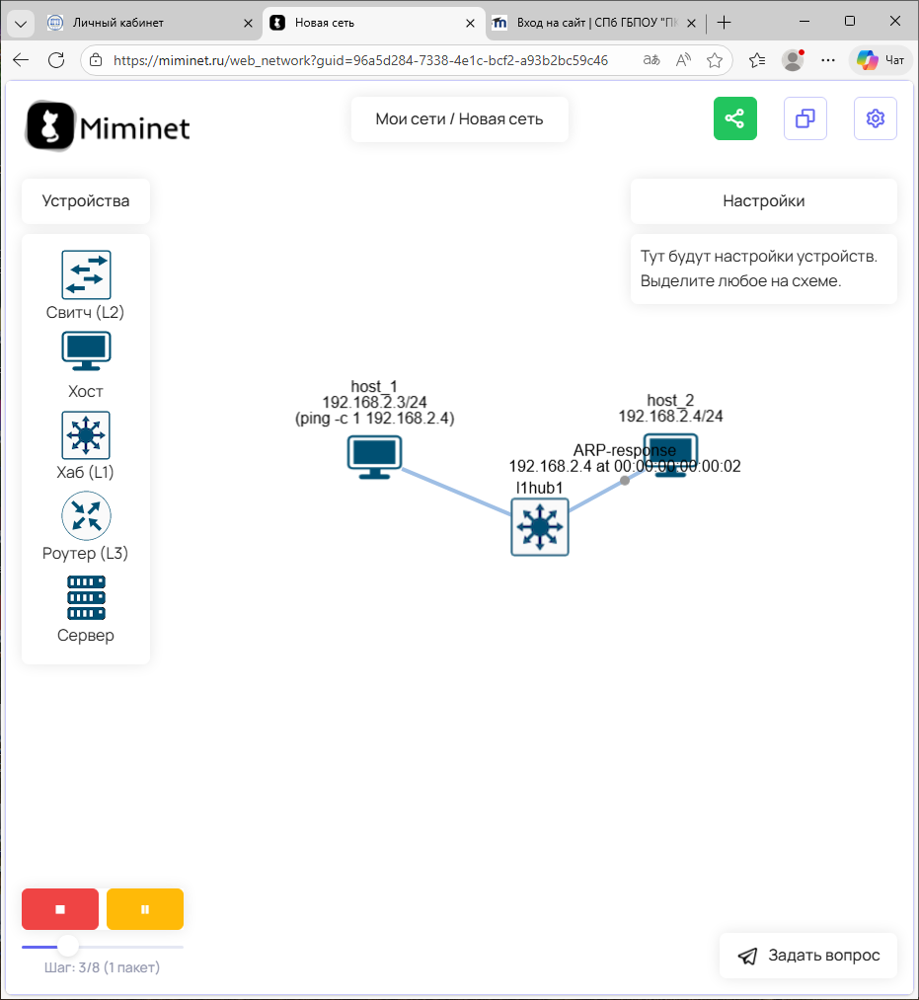 Личный кабинет
Новая сеть
Вход на сайт | СПб ГБПОУ "ПК
https://miminet.ru/web_network?guid=96a5d284-7338-4e1c-bcf2-a93b2bc59c46
Чат
Miminet
Мои сети / Новая сеть
Устройства
Настройки
Тут будут настройки устройств.
Выделите любое на схеме.
Свитч (L2)
Хост
Хаб (L1)
Роутер (L3)
Сервер
host_1
192.168.2.3/24
(ping -c 1 192.168.2.4)
host_2
192.168.2.4/24
ARP-response
192.168.2.4 at 00:00:00:00:00:02
l1hub1
Шаг: 3/8 (1 пакет)
Задать вопрос